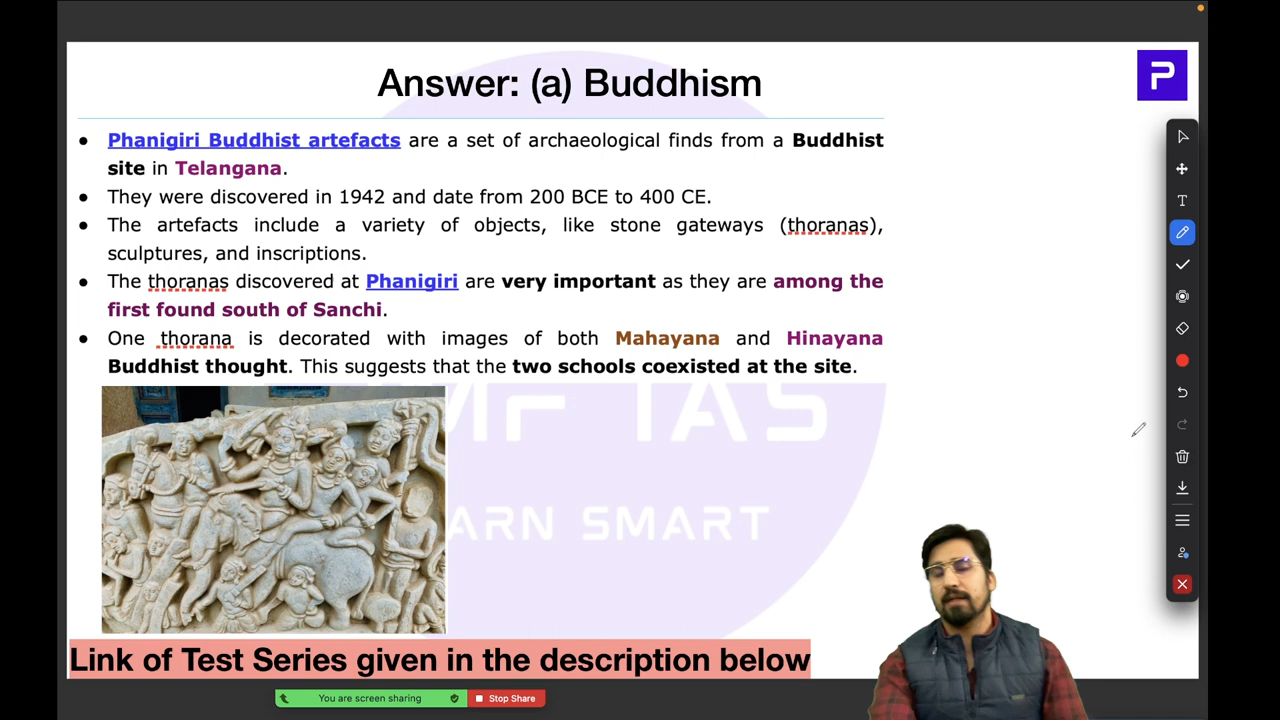 Answer: (a) Buddhism
P
● Phanigiri Buddhist artefacts are a set of archaeological finds from a Buddhist
site in Telangana.
● They were discovered in 1942 and date from 200 BCE to 400 CE.
● The artefacts include a variety of objects, like stone gateways (thoranas),
sculptures, and inscriptions.
● The thoranas discovered at Phanigiri are very important as they are among the
first found south of Sanchi.
● One thorana is decorated with images of both Mahayana and Hinayana
Buddhist thought. This suggests that the two schools coexisted at the site.
MF IAS
ARN SMART
Link of Test Series given in the description below
You are screen sharing
Stop Share
T